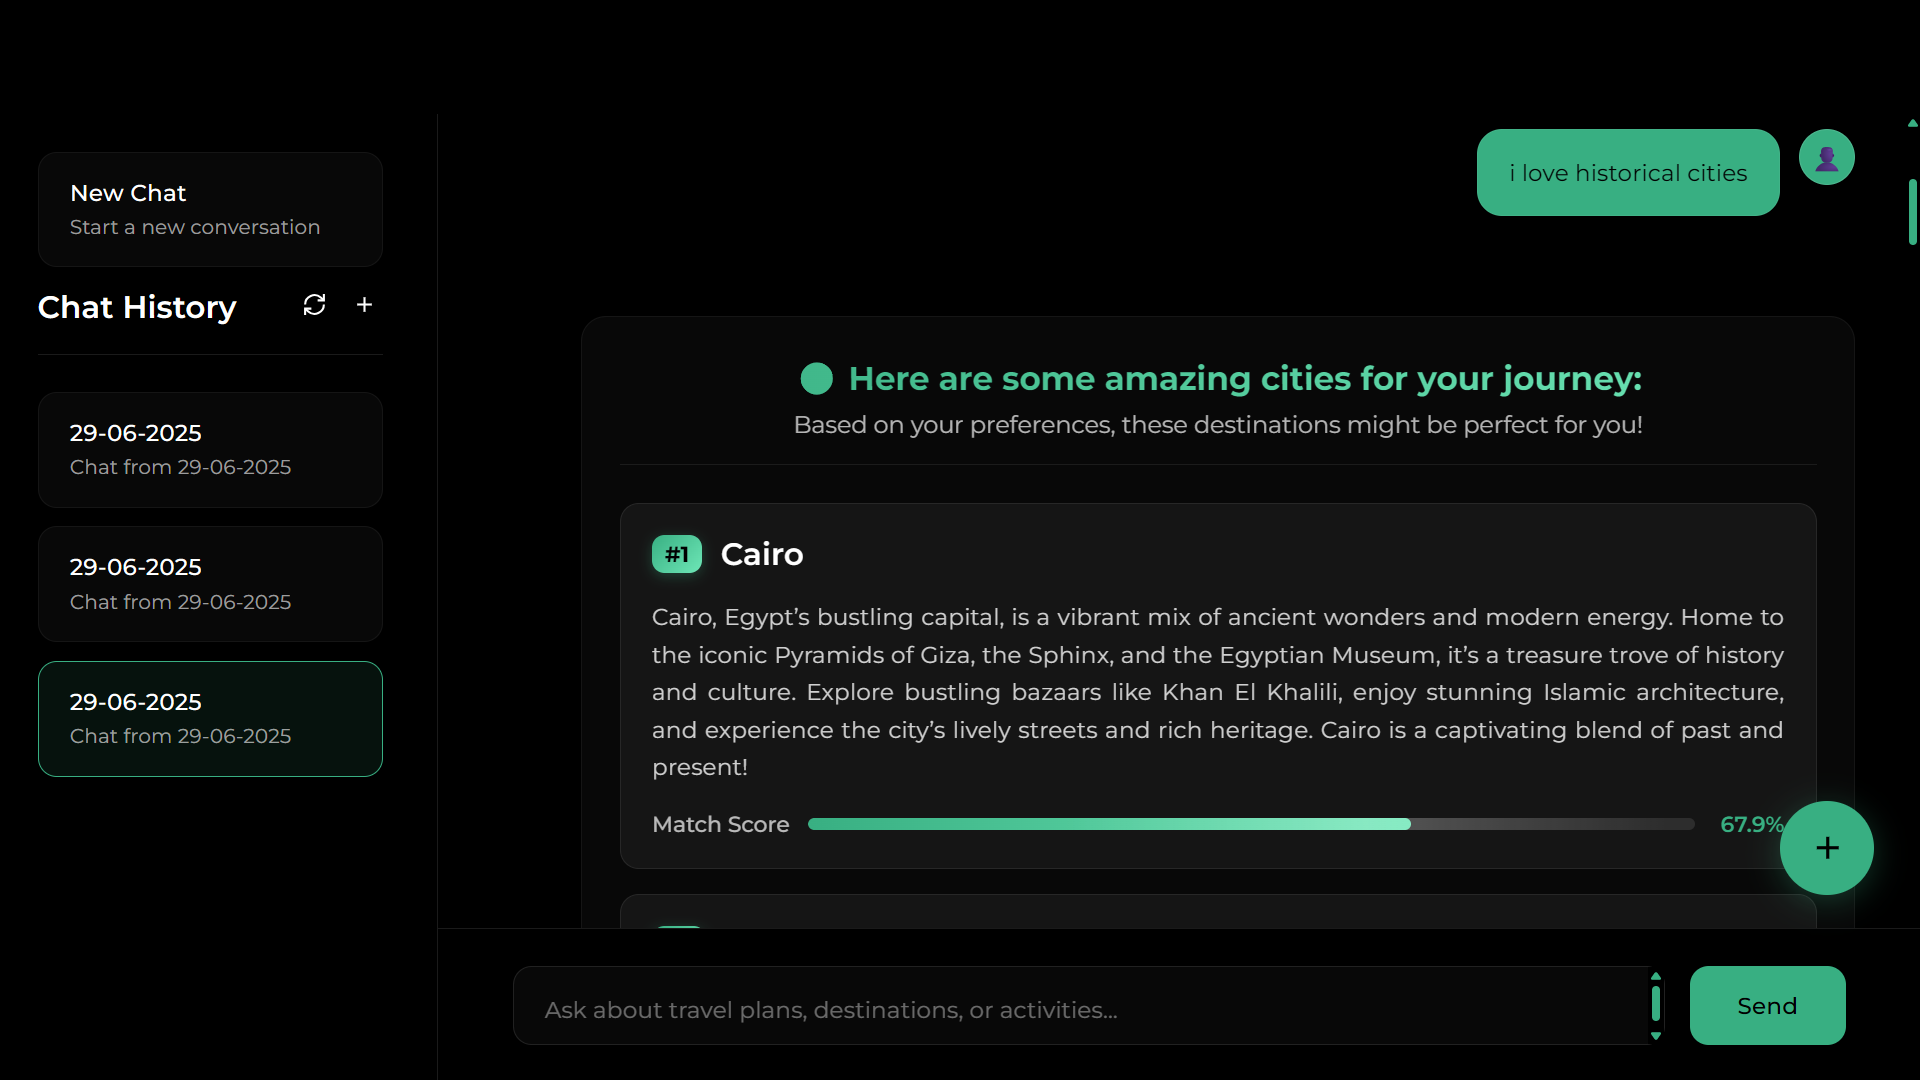 New Chat
Start a new conversation
Chat History
+
29-06-2025
Chat from 29-06-2025
29-06-2025
Chat from 29-06-2025
29-06-2025
Chat from 29-06-2025
i love historical cities
Here are some amazing cities for your journey:
Based on your preferences, these destinations might be perfect for you!
#1 Cairo
Cairo, Egypt’s bustling capital, is a vibrant mix of ancient wonders and modern energy. Home to
the iconic Pyramids of Giza, the Sphinx, and the Egyptian Museum, it’s a treasure trove of history
and culture. Explore bustling bazaars like Khan El Khalili, enjoy stunning Islamic architecture,
and experience the city’s lively streets and rich heritage. Cairo is a captivating blend of past and
present!
Match Score 67.9%
+
Ask about travel plans, destinations, or activities...
Send